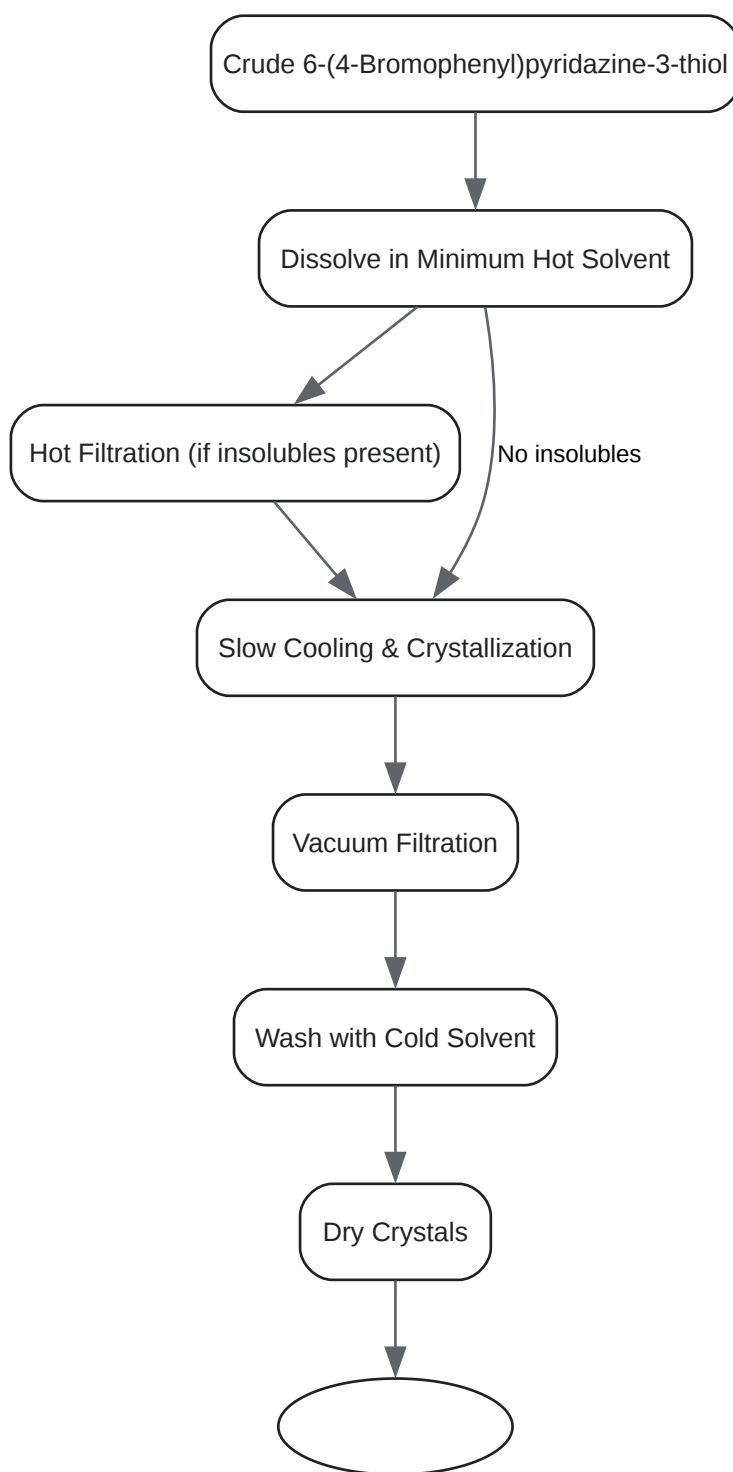 Crude 6-(4-Bromophenyl)pyridazine-3-thiol
Dissolve in Minimum Hot Solvent
Hot Filtration (if insolubles present)
No insolubles
Slow Cooling & Crystallization
Vacuum Filtration
Wash with Cold Solvent
Dry Crystals